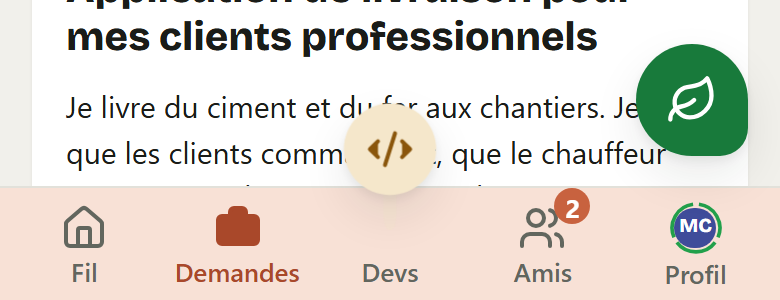 mes clients professionnels
Je livre du ciment et du fer aux chantiers. Je
que les clients que le chauffeur
</>
2
MC
Fil
Demandes
Devs
Amis
Profil